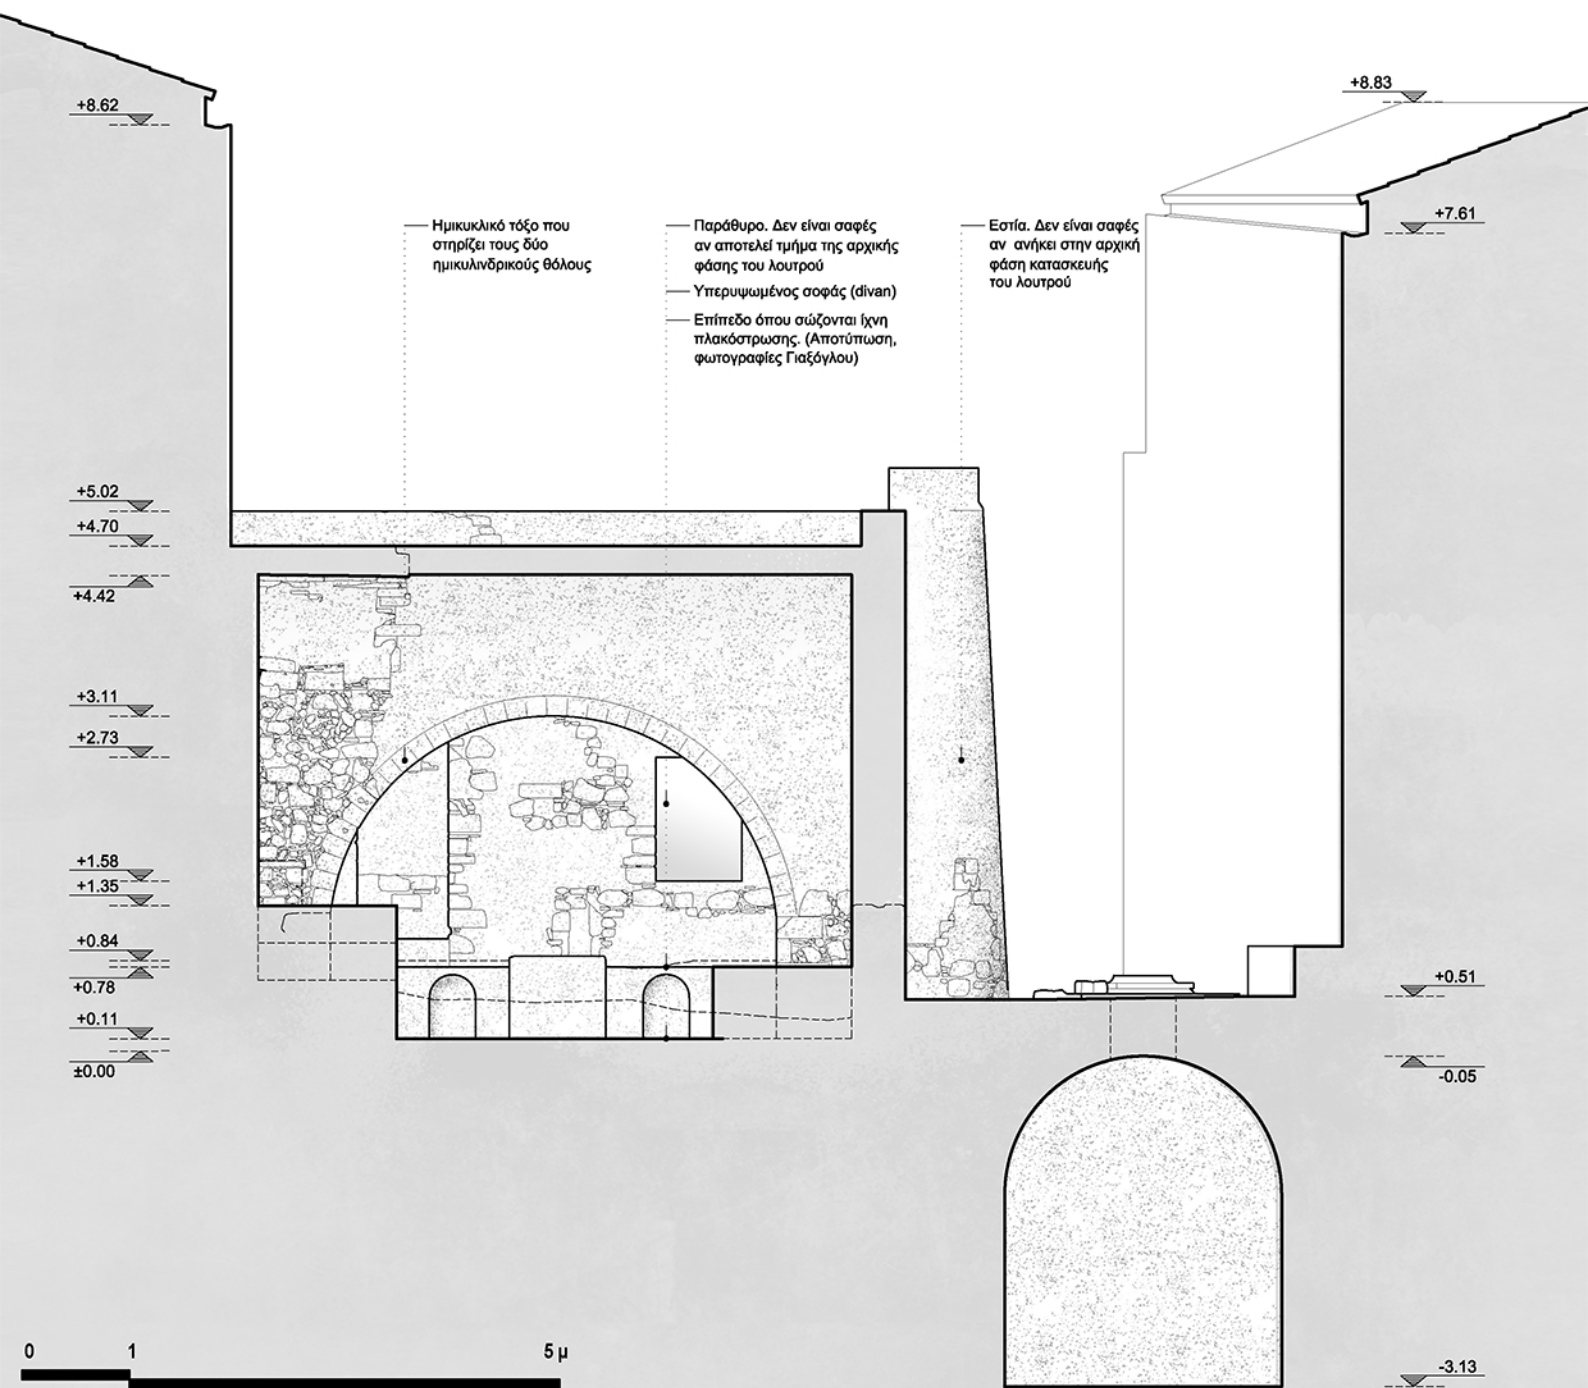 +8.83
+8.62
+7.61
Ημικυκλικό τόξο που
στηρίζει τους δύο
ημικυλινδρικούς θόλους
Παράθυρο. Δεν είναι σαφές
αν αποτελεί τμήμα της αρχικής
φάσης του λουτρού
Υπερυψωμένος σοφάς (divan)
Επίπεδο όπου σώζονται ίχνη
πλακόστρωσης. (Αποτύπωση,
φωτογραφίες Γιαξόγλου)
Εστία. Δεν είναι σαφές
αν ανήκει στην αρχική
φάση κατασκευής
του λουτρού
+5.02
+4.70
+4.42
+3.11
+2.73
+1.58
+1.35
+0.84
+0.78
+0.11
±0.00
+0.51
-0.05
-3.13
0 1 5 μ